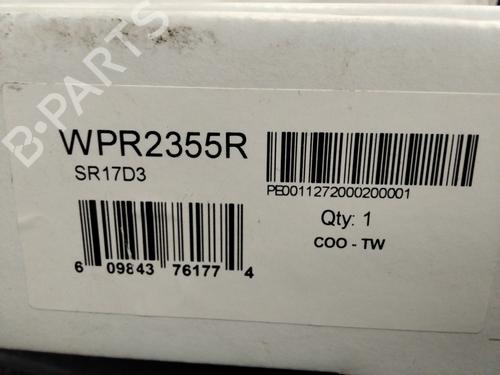 B-PARTS
WPR2355R
SR17D3
PE0011272000200001
Qty: 1
COO - TW
6 09843 76177 4